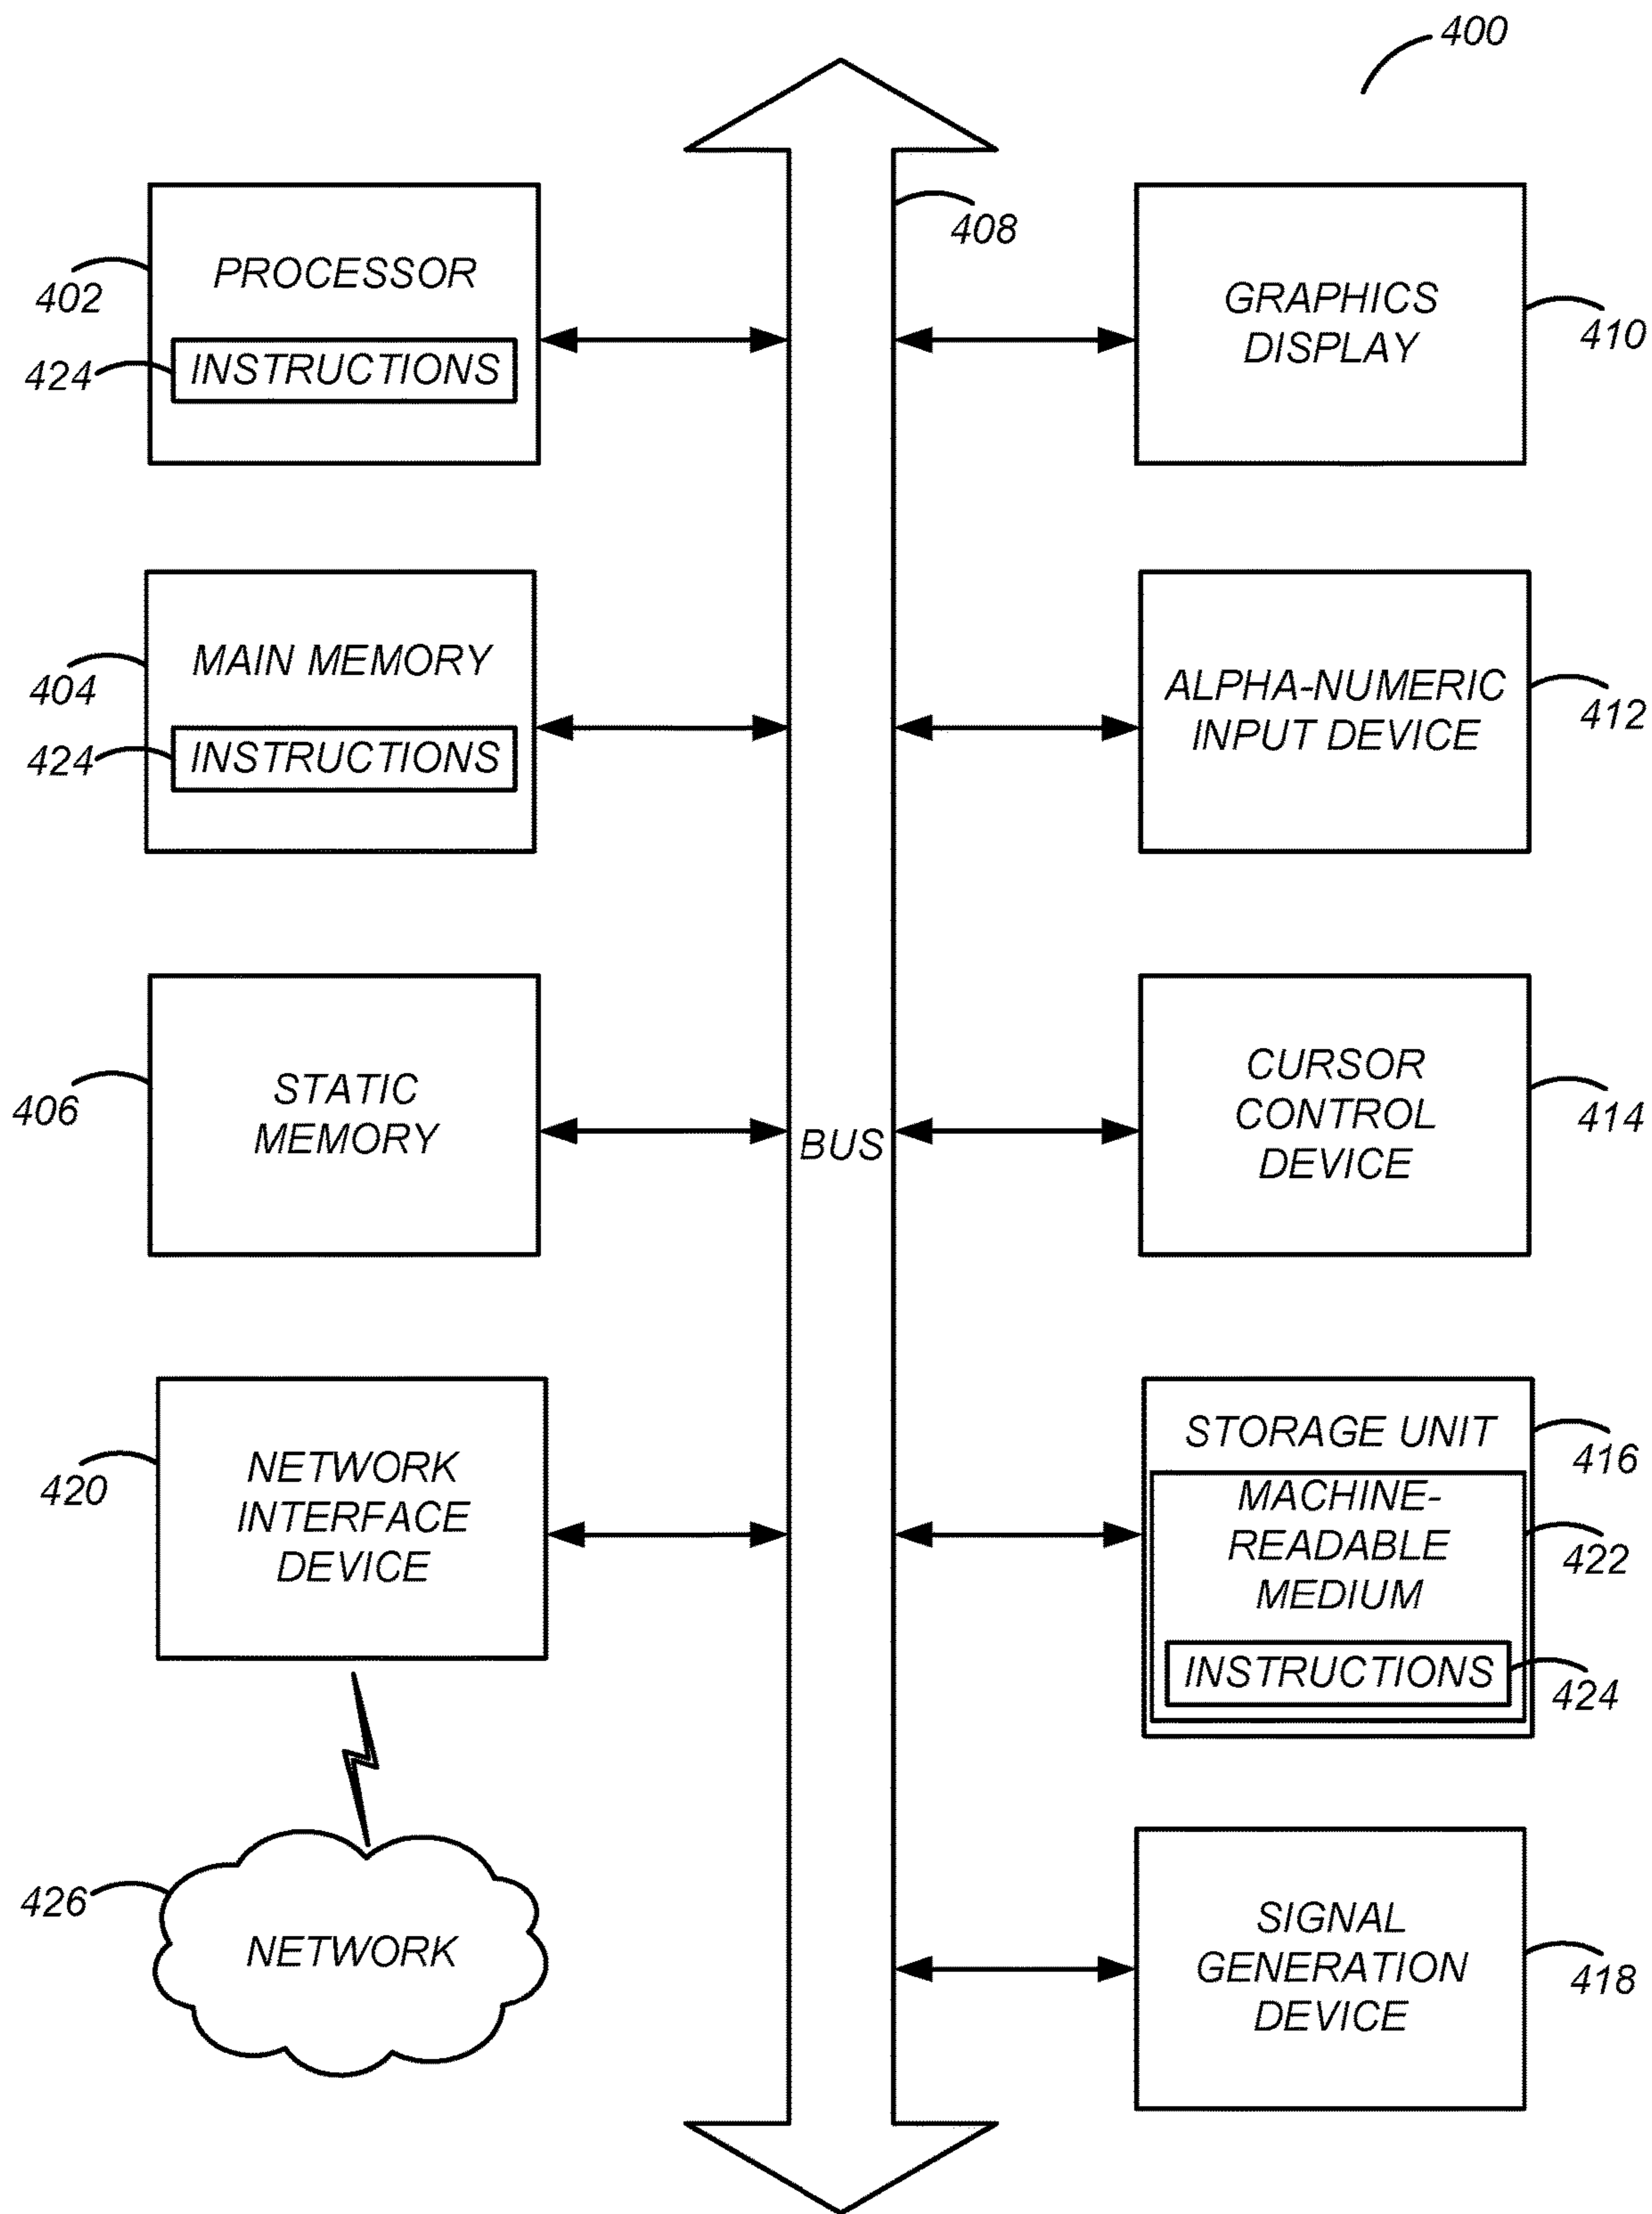 400
408
PROCESSOR
402
INSTRUCTIONS
424
GRAPHICS
DISPLAY
410
MAIN MEMORY
404
INSTRUCTIONS
424
ALPHA-NUMERIC
INPUT DEVICE
412
STATIC
MEMORY
406
BUS
CURSOR
CONTROL
DEVICE
414
NETWORK
INTERFACE
DEVICE
420
STORAGE UNIT
416
MACHINE-
READABLE
MEDIUM
422
INSTRUCTIONS
424
426
NETWORK
SIGNAL
GENERATION
DEVICE
418